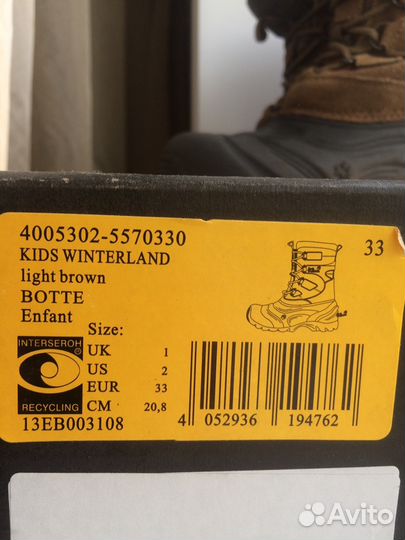 4005302-5570330
KIDS WINTERLAND
33
light brown
BOTTE
Enfant
Size:
INTERSEROH
®
RECYCLING
UK 1
US 2
EUR 33
CM 20,8
13EB003108
4 052936 194762
Avito